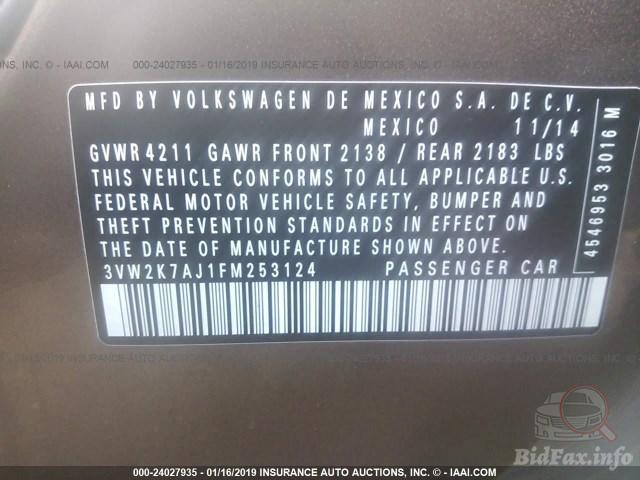 INC. - © IAAI.COM 000-24027935 - 01/16/2019 INSURANCE AUTO AUCTIONS, INC. - © IAAI.COM
MFD BY VOLKSWAGEN DE MEXICO S.A. DE C.V.
MEXICO 11/14
GVWR 4211 GAWR FRONT 2138 / REAR 2183 LBS
THIS VEHICLE CONFORMS TO ALL APPLICABLE U.S.
FEDERAL MOTOR VEHICLE SAFETY, BUMPER AND
THEFT PREVENTION STANDARDS IN EFFECT ON
THE DATE OF MANUFACTURE SHOWN ABOVE.
3VW2K7AJ1FM253124 PASSENGER CAR
4546953 3016 M
BidFax.info
000-24027935 - 01/16/2019 INSURANCE AUTO AUCTIONS, INC. - © IAAI.COM